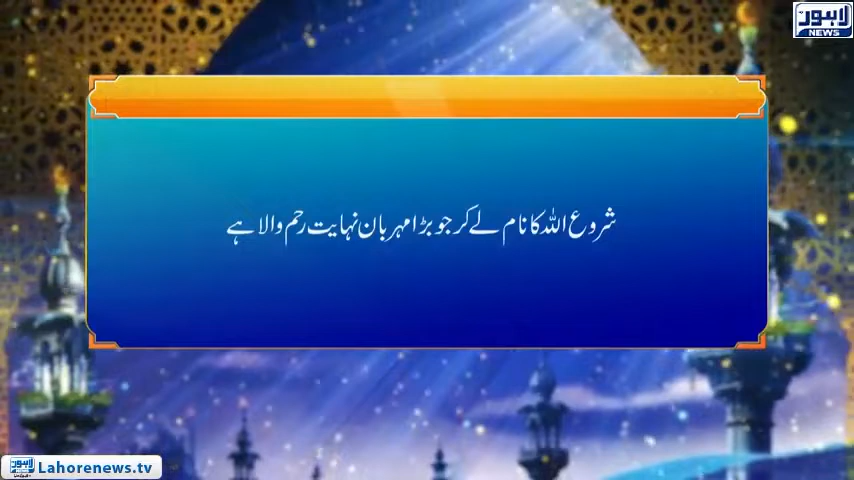 لاہور
NEWS
شروع اللہ کا نام لے کر جو بڑا مہربان نہایت رحم والا ہے
لاہور
Lahorenews.tv